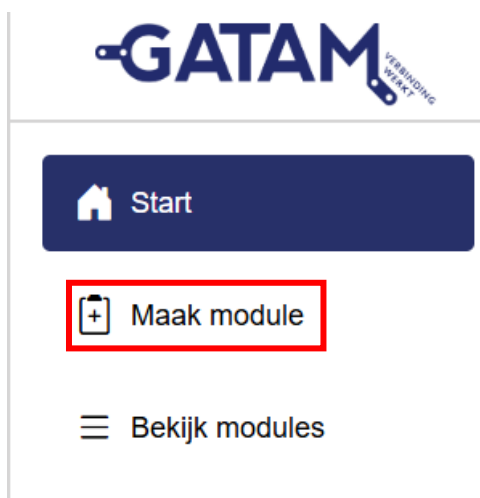 GATAM
VERBINDING
WERKT
Start
Maak module
Bekijk modules